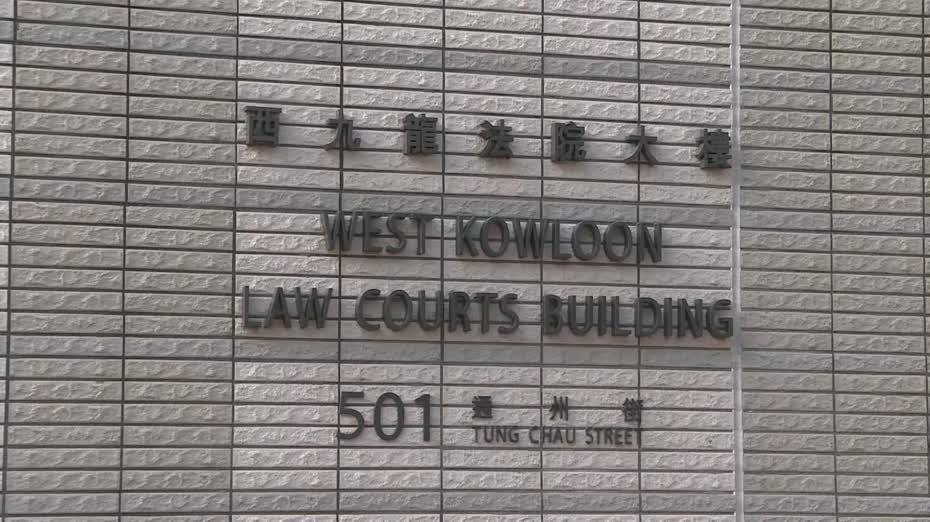 西九龍法院大樓
WEST KOWLOON
LAW COURTS BUILDING
501 通州街
TUNG CHAU STREET